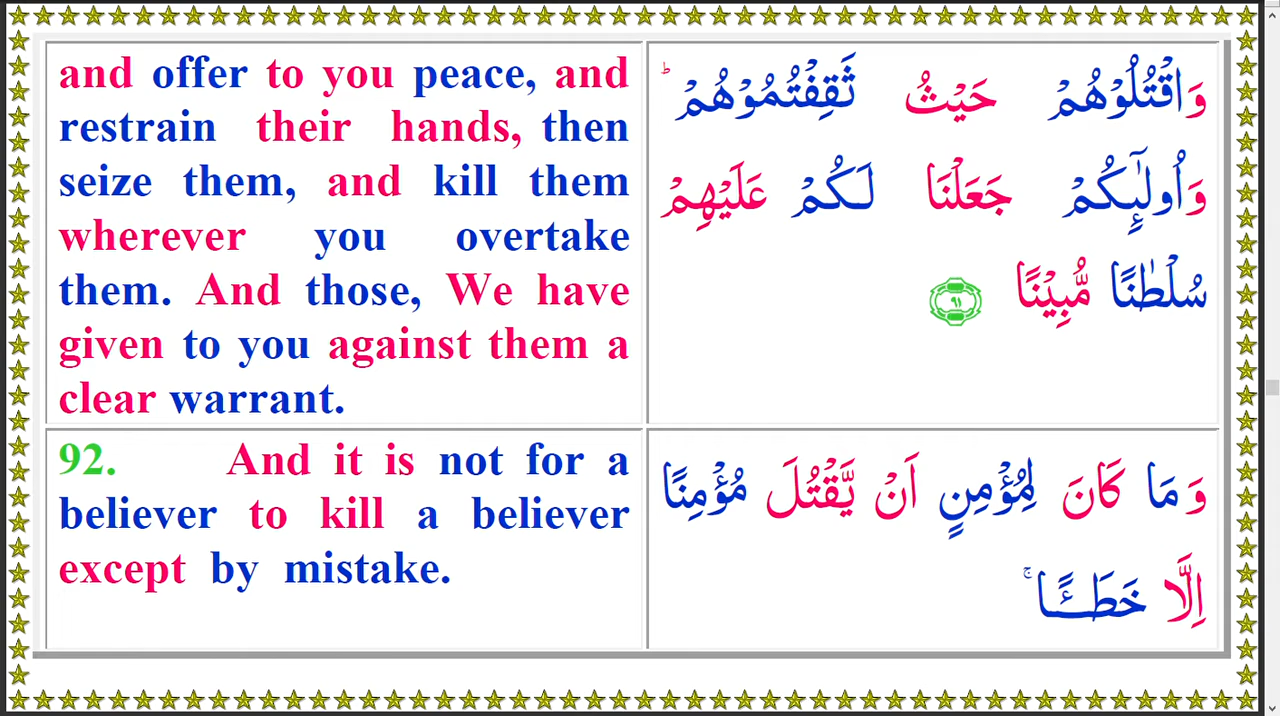 and offer to you peace, and
restrain their hands, then
seize them, and kill them
wherever you overtake
them. And those, We have
given to you against them a
clear warrant.
وَاقْتُلُوْهُمْ حَيْثُ ثَقِفْتُمُوْهُمْ ؕ
وَاُولٰٓئِكُمْ جَعَلْنَا لَكُمْ عَلَيْهِمْ
سُلْطٰنًا مُّبِيْنًا ﴿۹۱﴾
92. And it is not for a
believer to kill a believer
except by mistake.
وَمَا كَانَ لِمُؤْمِنٍ اَنْ يَّقْتُلَ مُؤْمِنًا
اِلَّا خَطَـــًٔا ۚ